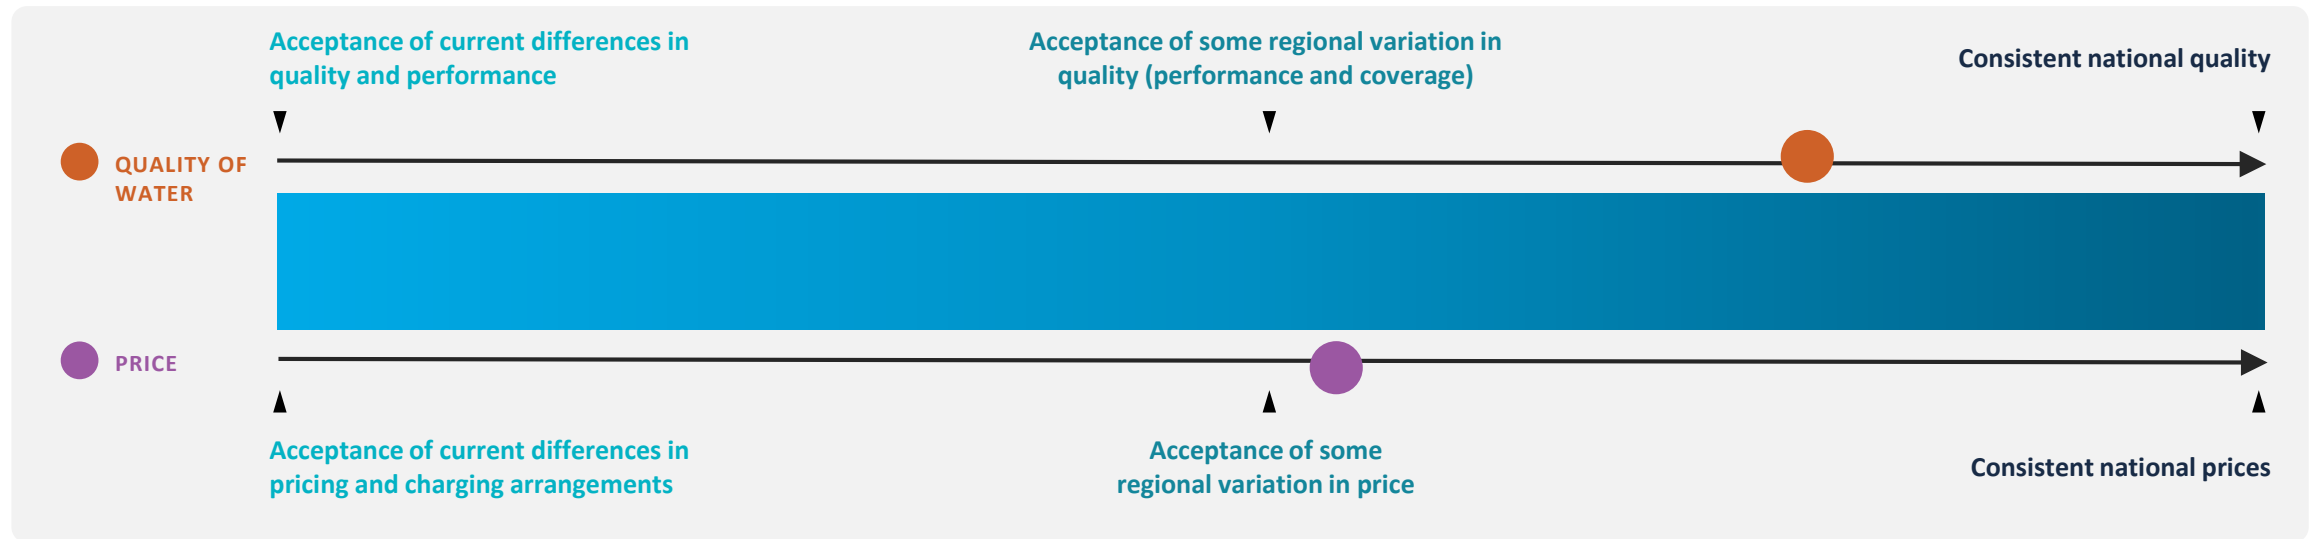 Acceptance of current differences in
quality and performance
Acceptance of some regional variation in
quality (performance and coverage)
Consistent national quality
QUALITY OF
WATER
PRICE
Acceptance of current differences in
pricing and charging arrangements
Acceptance of some
regional variation in price
Consistent national prices